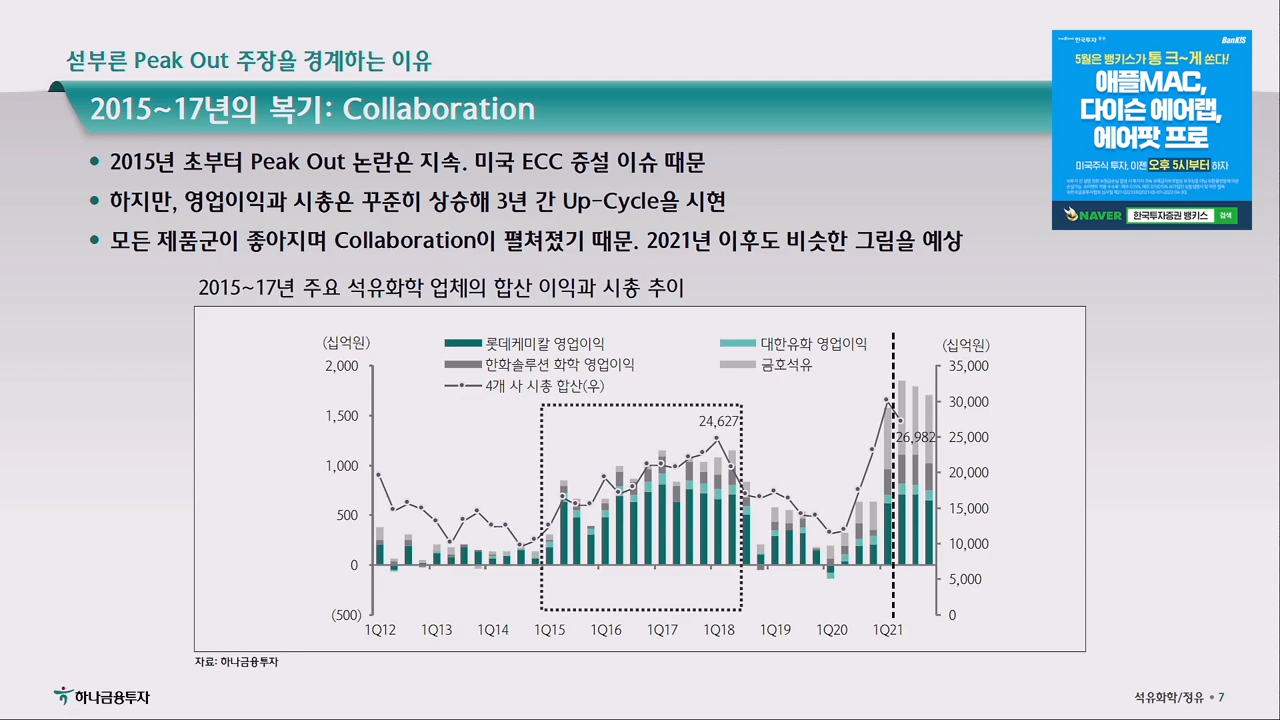 섣부른 Peak Out 주장을 경계하는 이유
2015~17년의 복기: Collaboration
• 2015년 초부터 Peak Out 논란은 지속. 미국 ECC 증설 이슈 때문
• 하지만, 영업이익과 시총은 꾸준이 상승해 3년 간 Up-Cycle을 시현
• 모든 제품군이 좋아지며 Collaboration이 펼쳐졌기 때문. 2021년 이후도 비슷한 그림을 예상
한국투자
BanKIS
5월은 뱅키스가 통 크~게 쏜다!
애플MAC,
다이슨 에어랩,
에어팟 프로
미국주식 투자, 이젠 오후 5시부터 하자
NAVER 한국투자증권 뱅키스 검색
2015~17년 주요 석유화학 업체의 합산 이익과 시총 추이
(십억원) (십억원)
롯데케미칼 영업이익 대한유화 영업이익
한화솔루션 화학 영업이익 금호석유
4개 사 시총 합산(우)
2,000 35,000
30,000
1,500
24,627
26,982 25,000
1,000 20,000
500 15,000
10,000
0
5,000
(500) 0
1Q12 1Q13 1Q14 1Q15 1Q16 1Q17 1Q18 1Q19 1Q20 1Q21
자료: 하나금융투자
하나금융투자
석유화학/정유 • 7